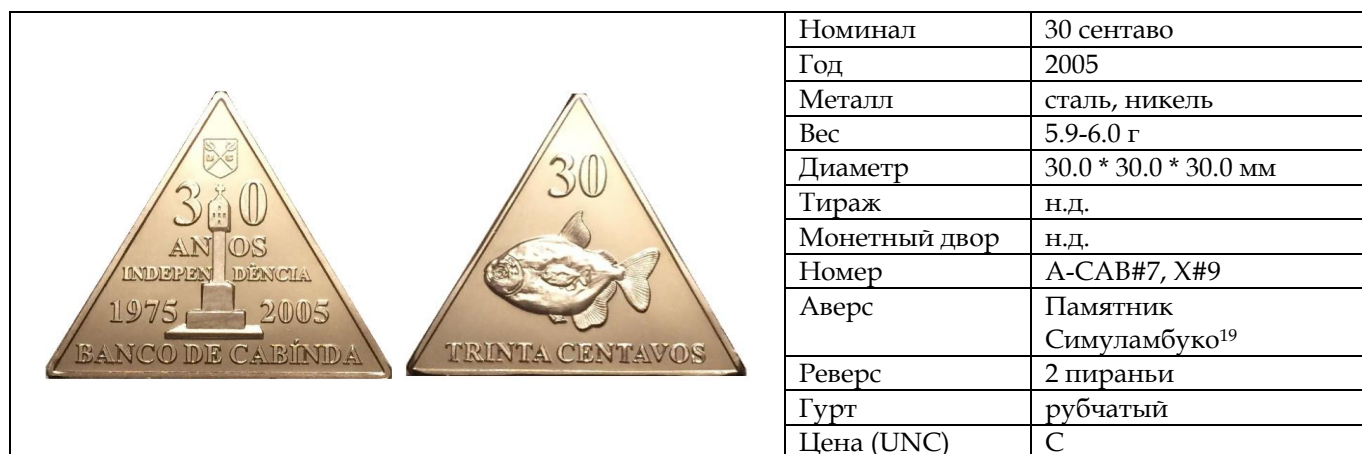 3 0
ANOS
INDEPENDÊNCIA
1975 2005
BANCO DE CABÍNDA
30
TRINTA CENTAVOS
Номинал 30 сентаво
Год 2005
Металл сталь, никель
Вес 5.9-6.0 г
Диаметр 30.0 * 30.0 * 30.0 мм
Тираж н.д.
Монетный двор н.д.
Номер A-CAB#7, X#9
Аверс Памятник
Симуламбуко19
Реверс 2 пираньи
Гурт рубчатый
Цена (UNC) C